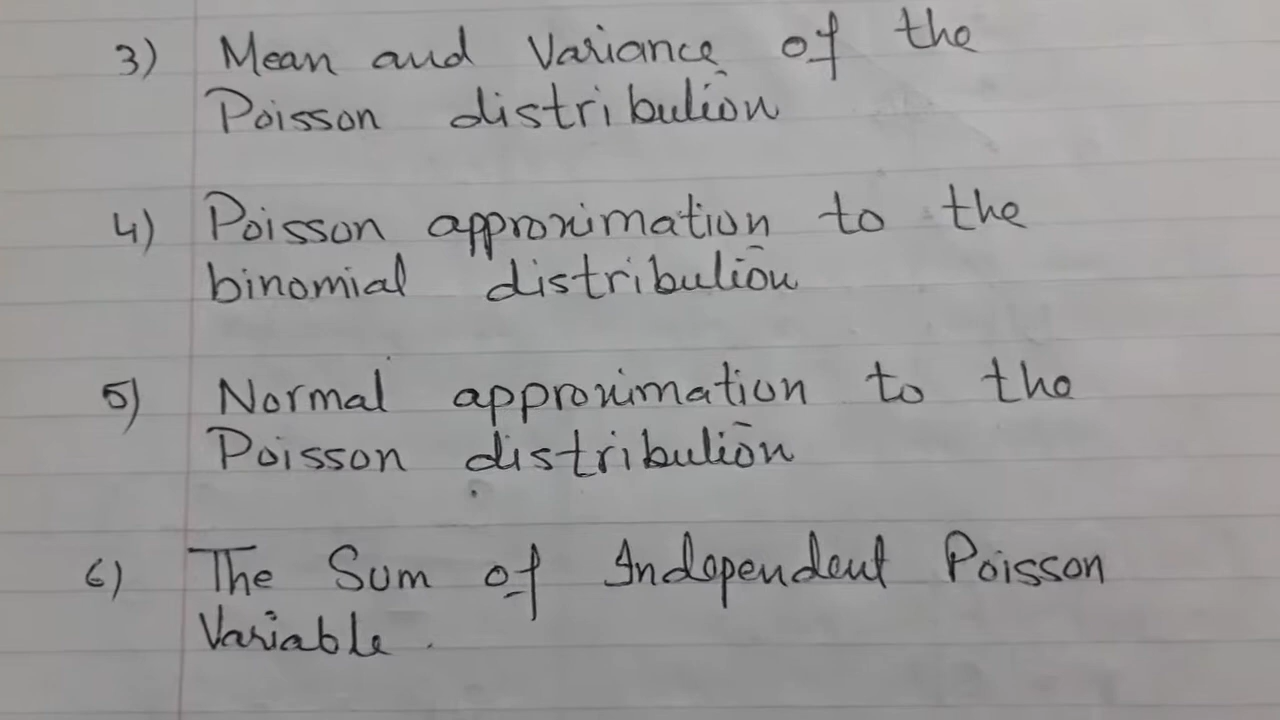 3) Mean and Variance of the
Poisson distribution
4) Poisson approximation to the
binomial distribution
5) Normal approximation to the
Poisson distribution
6) The Sum of Independent Poisson
Variable.